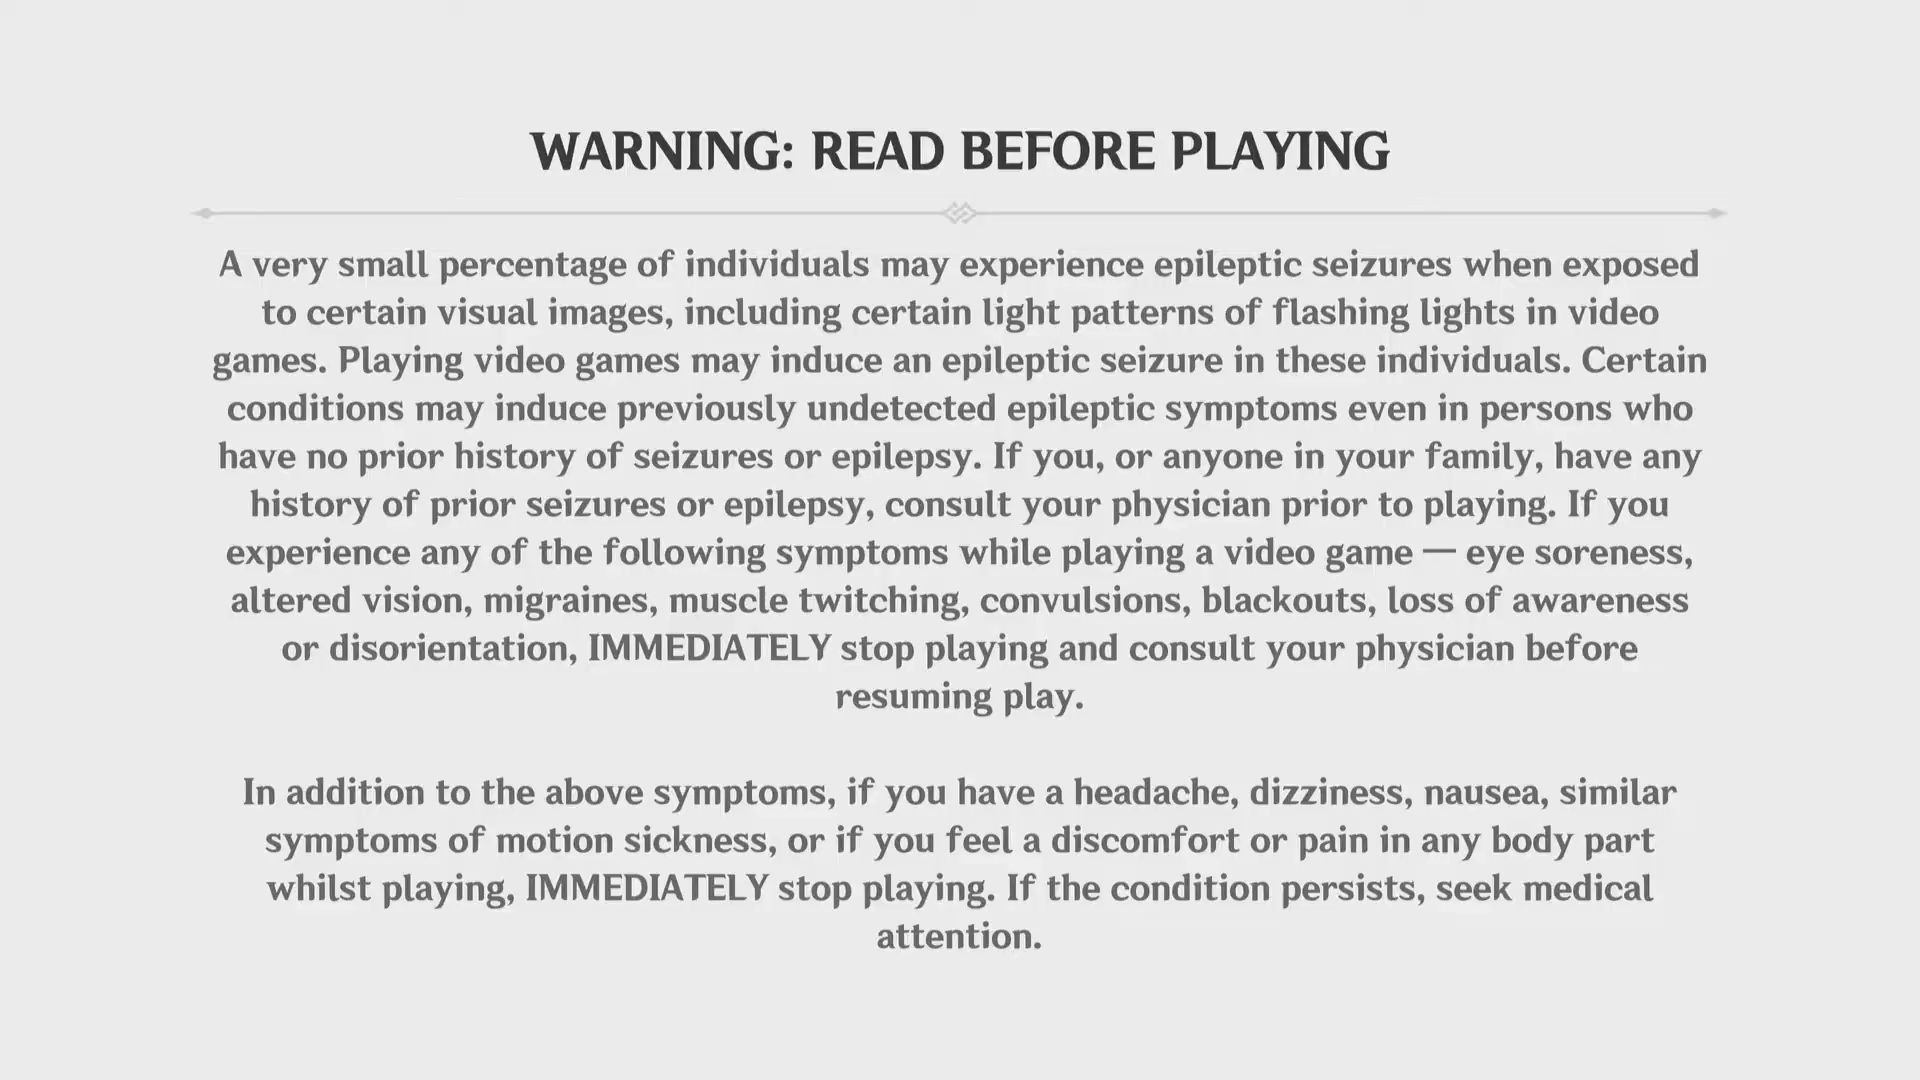 WARNING: READ BEFORE PLAYING
A very small percentage of individuals may experience epileptic seizures when exposed
to certain visual images, including certain light patterns of flashing lights in video
games. Playing video games may induce an epileptic seizure in these individuals. Certain
conditions may induce previously undetected epileptic symptoms even in persons who
have no prior history of seizures or epilepsy. If you, or anyone in your family, have any
history of prior seizures or epilepsy, consult your physician prior to playing. If you
experience any of the following symptoms while playing a video game — eye soreness,
altered vision, migraines, muscle twitching, convulsions, blackouts, loss of awareness
or disorientation, IMMEDIATELY stop playing and consult your physician before
resuming play.
In addition to the above symptoms, if you have a headache, dizziness, nausea, similar
symptoms of motion sickness, or if you feel a discomfort or pain in any body part
whilst playing, IMMEDIATELY stop playing. If the condition persists, seek medical
attention.